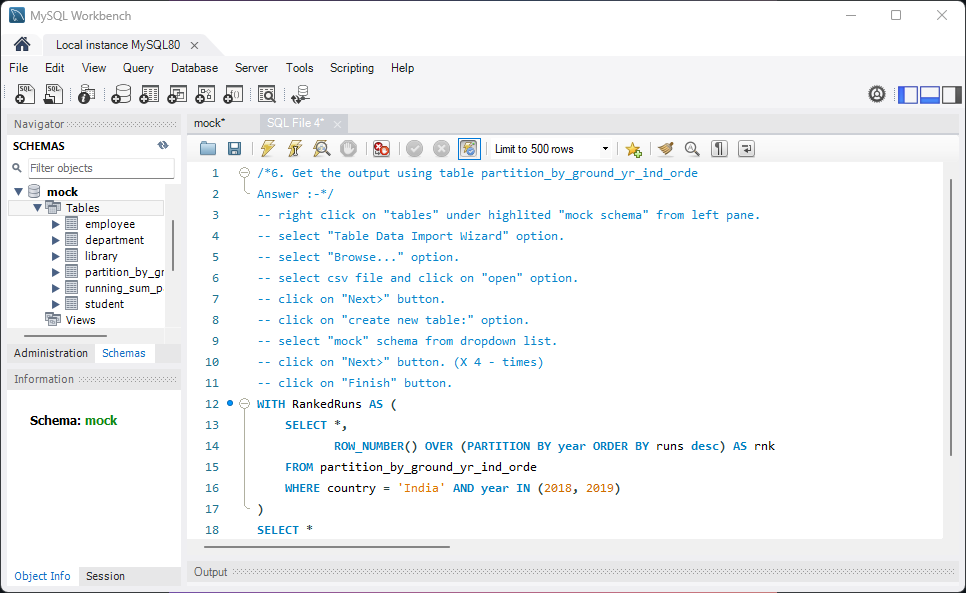 MySQL Workbench
Local instance MySQL80
File Edit View Query Database Server Tools Scripting Help
Navigator
SCHEMAS
Filter objects
mock
Tables
employee
department
library
partition_by_gr
running_sum_p
student
Views
Administration Schemas
Information
Schema: mock
Object Info Session
mock* SQL File 4*
Limit to 500 rows
1 /*6. Get the output using table partition_by_ground_yr_ind_orde
2 Answer :-*/
3 -- right click on "tables" under highlited "mock schema" from left pane.
4 -- select "Table Data Import Wizard" option.
5 -- select "Browse..." option.
6 -- select csv file and click on "open" option.
7 -- click on "Next>" button.
8 -- click on "create new table:" option.
9 -- select "mock" schema from dropdown list.
10 -- click on "Next>" button. (X 4 - times)
11 -- click on "Finish" button.
12 WITH RankedRuns AS (
13 SELECT *,
14 ROW_NUMBER() OVER (PARTITION BY year ORDER BY runs desc) AS rnk
15 FROM partition_by_ground_yr_ind_orde
16 WHERE country = 'India' AND year IN (2018, 2019)
17 )
18 SELECT *
Output